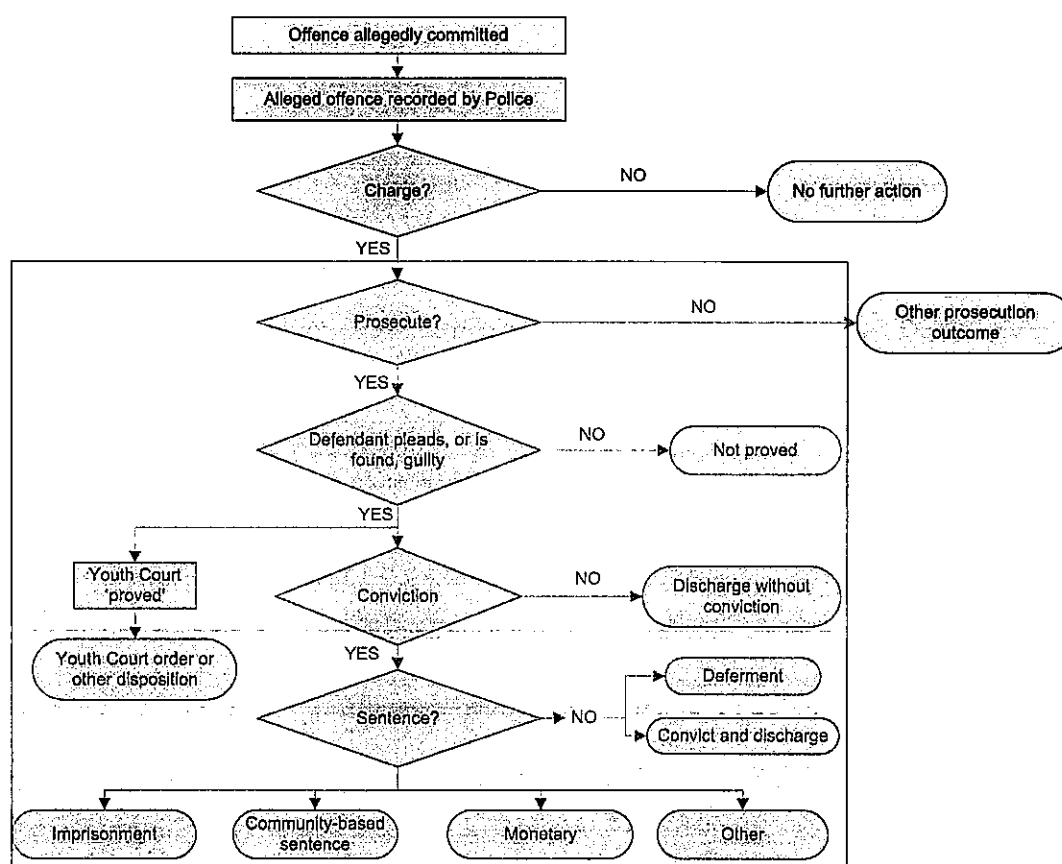 Offence allegedly committed
Alleged offence recorded by Police
Charge?
NO
No further action
YES
Prosecute?
NO
Other prosecution
outcome
YES
Defendant pleads, or is
found, guilty
NO
Not proved
YES
Youth Court
'proved'
Conviction
NO
Discharge without
conviction
Youth Court order or
other disposition
YES
Sentence?
NO
Deferment
Convict and discharge
Imprisonment
Community-based
sentence
Monetary
Other